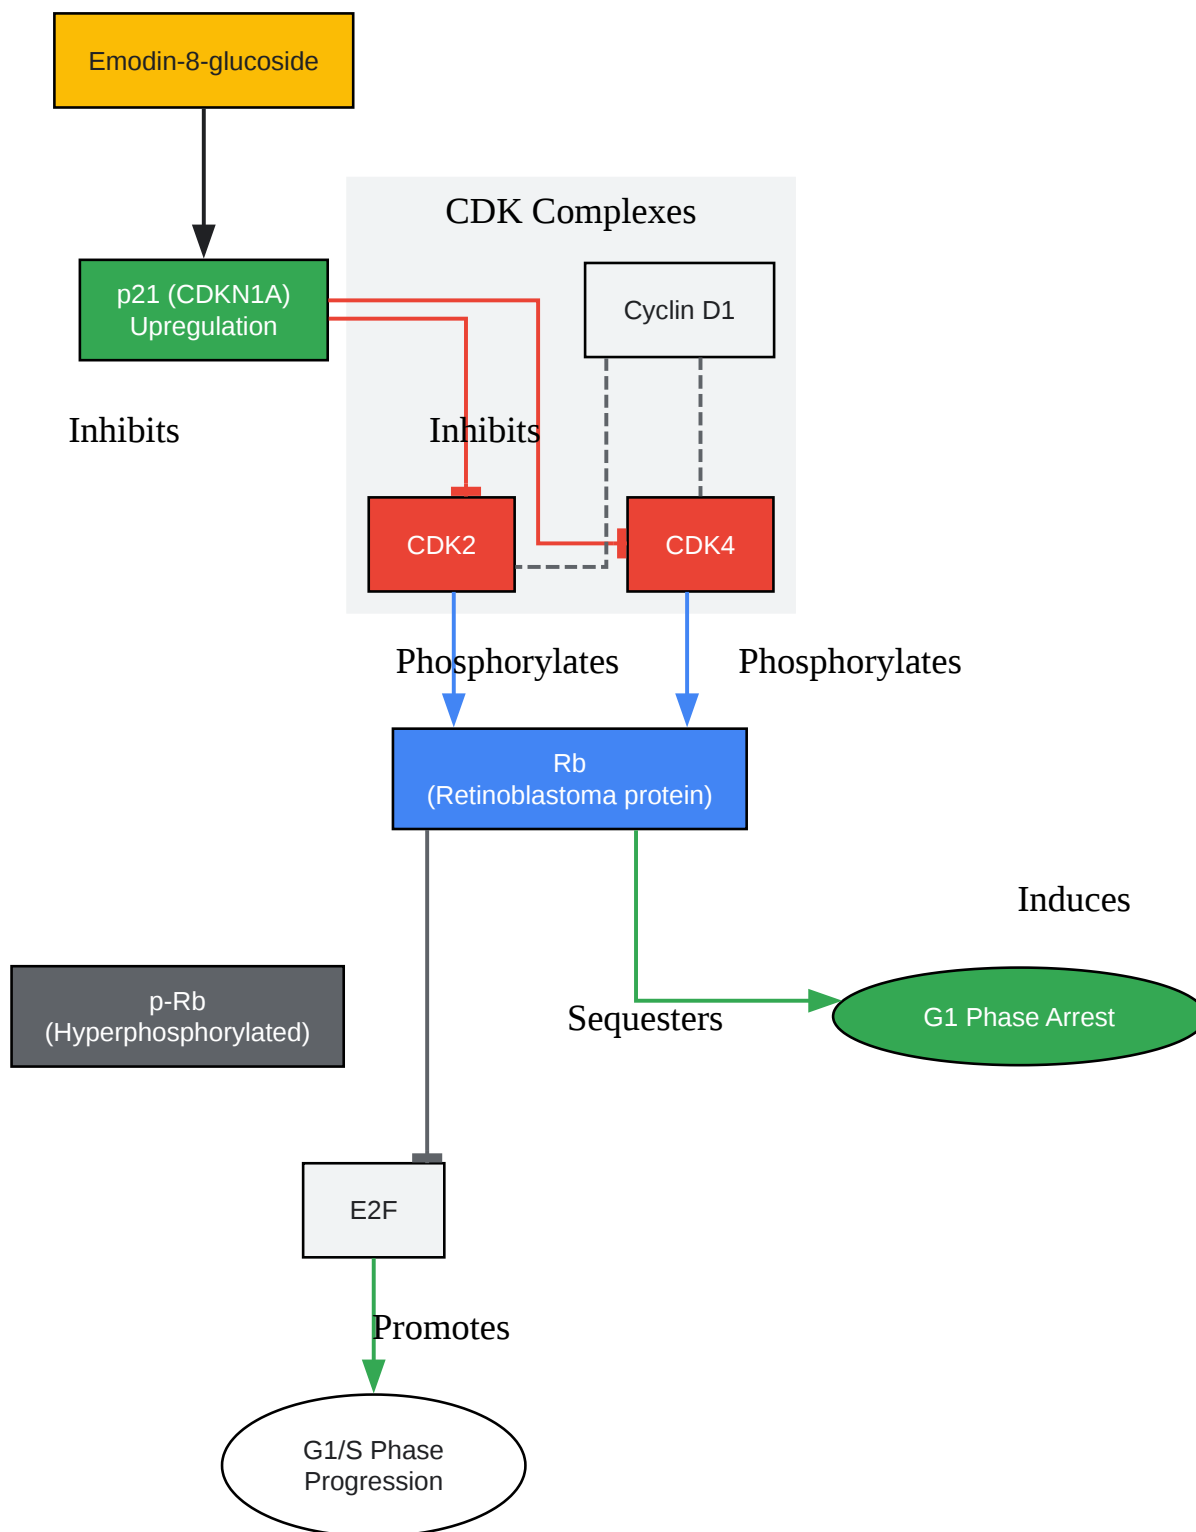 Emodin-8-glucoside
CDK Complexes
p21 (CDKN1A)
Upregulation
Cyclin D1
Inhibits
Inhibits
CDK2
CDK4
Phosphorylates
Phosphorylates
Rb
(Retinoblastoma protein)
Induces
p-Rb
(Hyperphosphorylated)
Sequesters
G1 Phase Arrest
E2F
Promotes
G1/S Phase
Progression